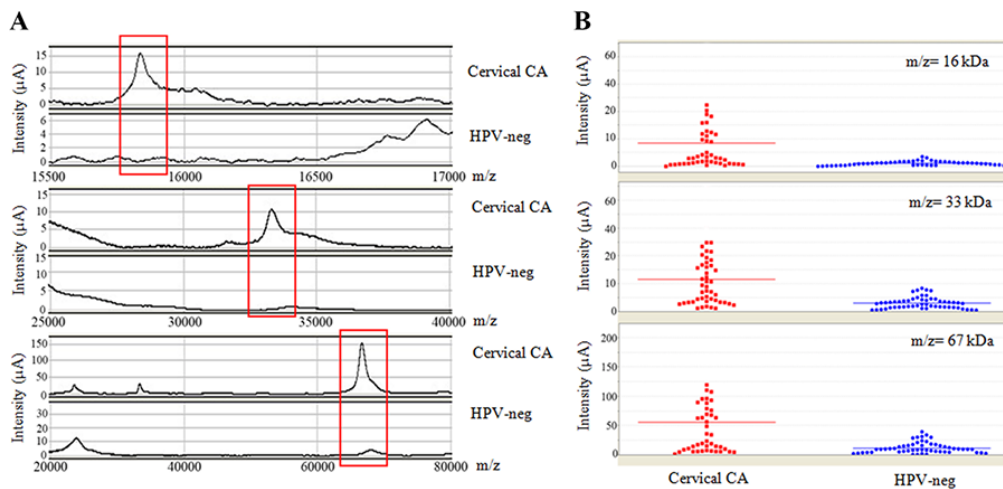 A
B
Intensity (µA)
15
10
5
0
Cervical CA
6
4
2
0
HPV-neg
15500 16000 16500 17000 m/z
Intensity (µA)
15
10
5
0
Cervical CA
15
10
5
0
HPV-neg
25000 30000 35000 40000 m/z
Intensity (µA)
150
100
50
0
Cervical CA
30
20
10
0
HPV-neg
20000 40000 60000 80000 m/z
Intensity (µA)
60
20
10
0
m/z= 16 kDa
Intensity (µA)
60
20
10
0
m/z= 33 kDa
Intensity (µA)
200
150
100
50
0
m/z= 67 kDa
Cervical CA HPV-neg